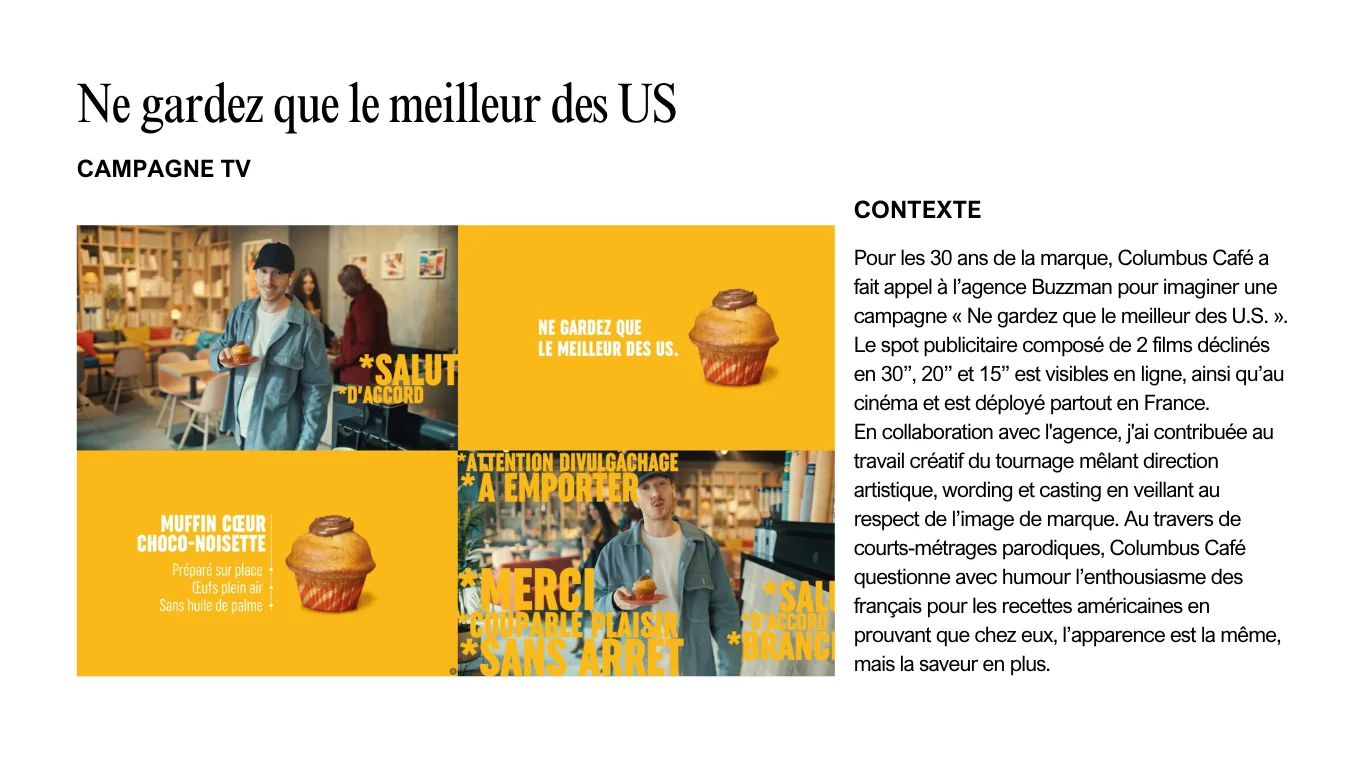 Ne gardez que le meilleur des US
CAMPAGNE TV
*SALUT
*D'ACCORD
NE GARDEZ QUE
LE MEILLEUR DES US.
MUFFIN CŒUR
CHOCO-NOISETTE
Préparé sur place
Œufs plein air
Sans huile de palme
*ATTENTION DIVULGÂCHAGE
*À EMPORTER
*MERCI
*COUPABLE PLAISIR
*SANS ARRÊT
*SALU
*D'ACCORD
*BRANCH
CONTEXTE
Pour les 30 ans de la marque, Columbus Café a
fait appel à l’agence Buzzman pour imaginer une
campagne « Ne gardez que le meilleur des U.S. ».
Le spot publicitaire composé de 2 films déclinés
en 30”, 20” et 15” est visibles en ligne, ainsi qu’au
cinéma et est déployé partout en France.
En collaboration avec l'agence, j'ai contribuée au
travail créatif du tournage mêlant direction
artistique, wording et casting en veillant au
respect de l’image de marque. Au travers de
courts-métrages parodiques, Columbus Café
questionne avec humour l’enthousiasme des
français pour les recettes américaines en
prouvant que chez eux, l’apparence est la même,
mais la saveur en plus.